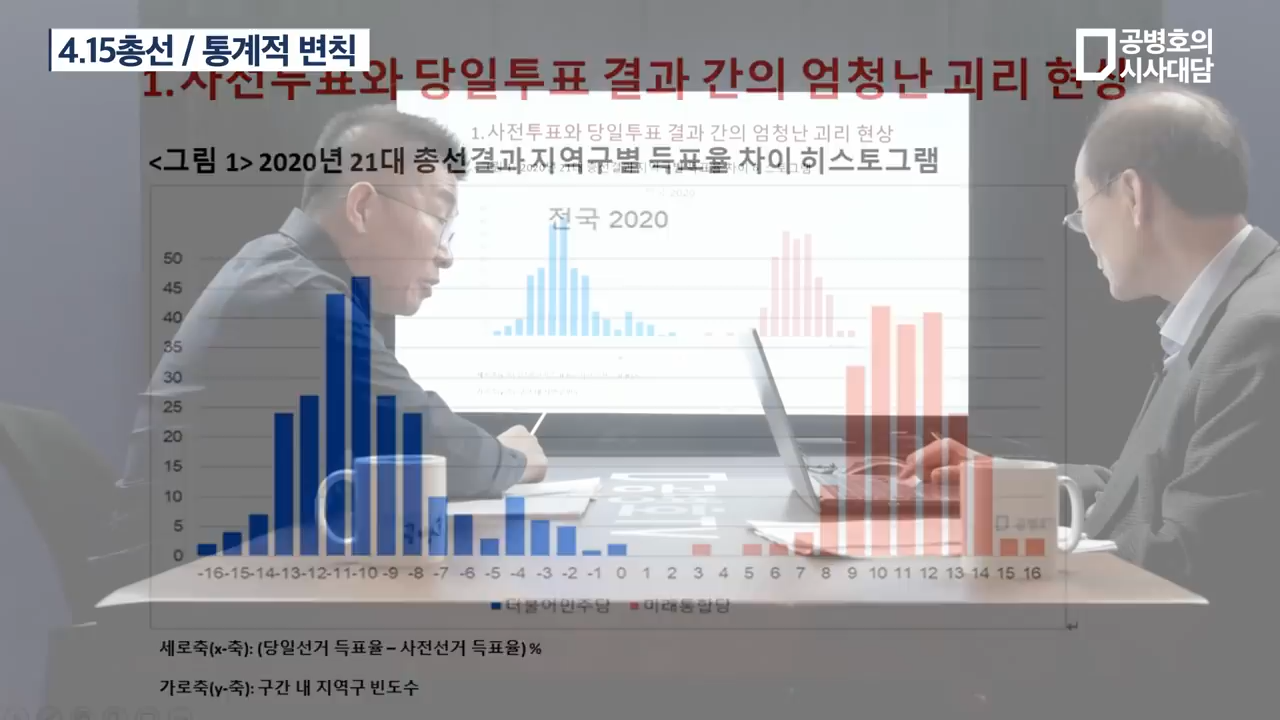 4.15총선 / 통계적 변칙
공병호의
시사대담
1.사전투표와 당일투표 결과 간의 엄청난 괴리 현상
1.사전투표와 당일투표 결과 간의 엄청난 괴리 현상
<그림 1> 2020년 21대 총선결과 지역구별 득표율 차이 히스토그램
전국 2020
50
45
40
35
30
25
20
15
10
5
0
-16 -15 -14 -13 -12 -11 -10 -9 -8 -7 -6 -5 -4 -3 -2 -1 0 1 2 3 4 5 6 7 8 9 10 11 12 13 14 15 16
더불어민주당 미래통합당
세로축(x-축): (당일선거 득표율 – 사전선거 득표율) %
가로축(y-축): 구간 내 지역구 빈도수